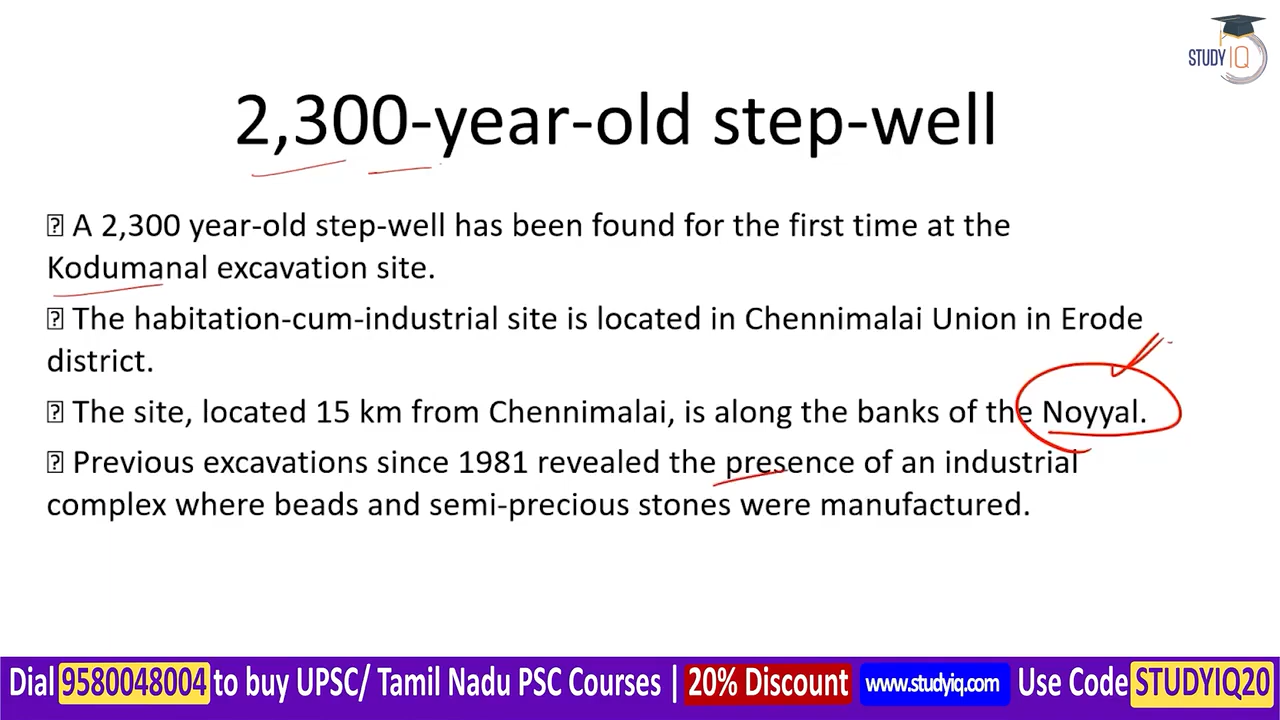 STUDY IQ
2,300-year-old step-well
A 2,300 year-old step-well has been found for the first time at the
Kodumanal excavation site.
The habitation-cum-industrial site is located in Chennimalai Union in Erode
district.
The site, located 15 km from Chennimalai, is along the banks of the Noyyal.
Previous excavations since 1981 revealed the presence of an industrial
complex where beads and semi-precious stones were manufactured.
Dial 9580048004 to buy UPSC/ Tamil Nadu PSC Courses | 20% Discount www.studyiq.com Use Code STUDYIQ20